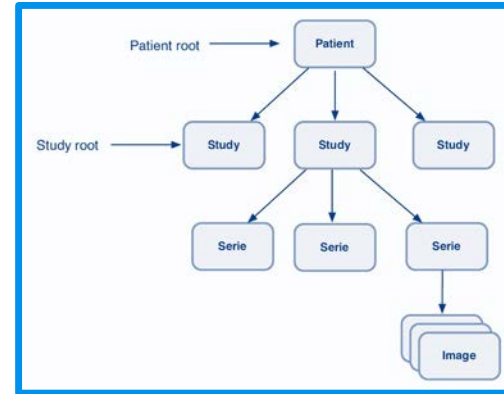 Patient root
Patient
Study root
Study
Study
Study
Serie
Serie
Serie
Image